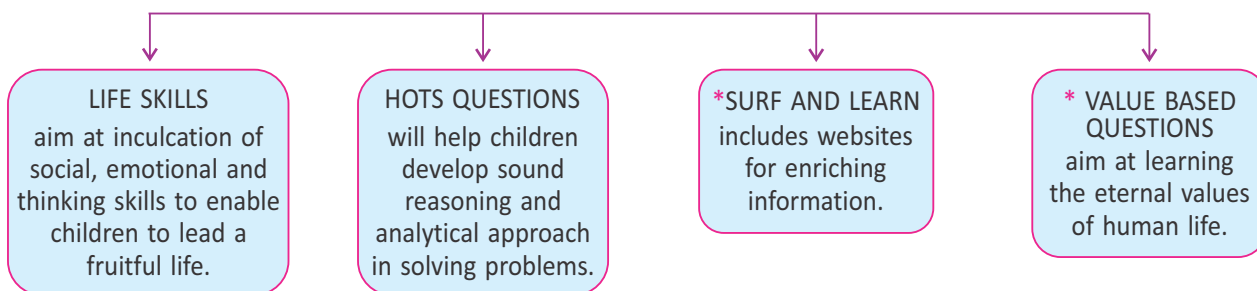 LIFE SKILLS
aim at inculcation of
social, emotional and
thinking skills to enable
children to lead a
fruitful life.
HOTS QUESTIONS
will help children
develop sound
reasoning and
analytical approach
in solving problems.
*SURF AND LEARN
includes websites
for enriching
information.
* VALUE BASED
QUESTIONS
aim at learning
the eternal values
of human life.